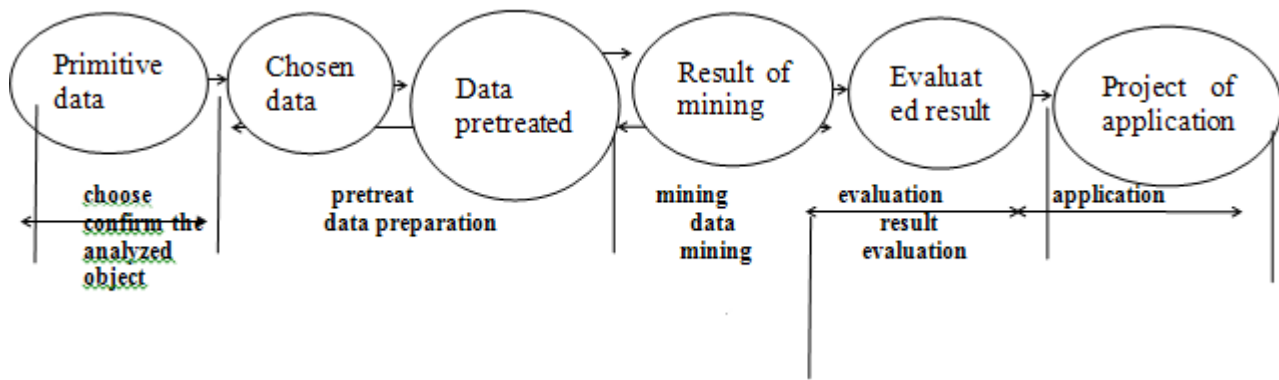 Primitive
data
Chosen
data
Data
pretreated
Result of
mining
Evaluat
ed result
Project of
application
choose
confirm the
analyzed
object
pretreat
data preparation
mining
data
mining
evaluation
result
evaluation
application